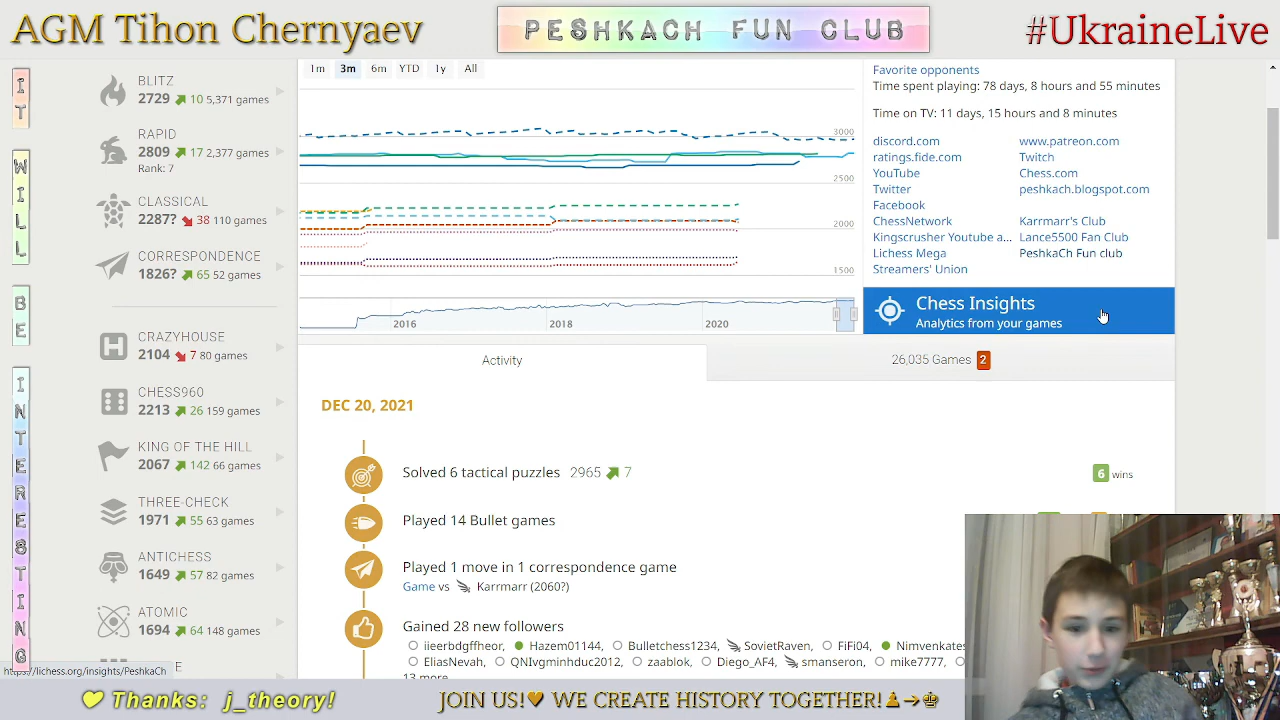 AGM Tihon Chernyaev
PESHKACH FUN CLUB
#UkraineLive
IT
WILL
BE
INTERESTING
BLITZ
2729 10 5,371 games
RAPID
2809 17 2,377 games
Rank: 7
CLASSICAL
2287? 38 110 games
CORRESPONDENCE
1826? 65 52 games
CRAZYHOUSE
2104 7 80 games
CHESS960
2213 26 159 games
KING OF THE HILL
2067 142 66 games
THREE-CHECK
1971 55 63 games
ANTICHESS
1649 57 82 games
ATOMIC
1694 64 148 games
https://lichess.org/insights/PeshkaCh
1m 3m 6m YTD 1y All
3000
2500
2000
1500
2016 2018 2020
Favorite opponents
Time spent playing: 78 days, 8 hours and 55 minutes
Time on TV: 11 days, 15 hours and 8 minutes
discord.com www.patreon.com
ratings.fide.com Twitch
YouTube Chess.com
Twitter peshkach.blogspot.com
Facebook
ChessNetwork Karrmarr's Club
Kingscrusher Youtube a... Lance5500 Fan Club
Lichess Mega PeshkaCh Fun club
Streamers' Union
Chess Insights
Analytics from your games
Activity
26,035 Games 2
DEC 20, 2021
Solved 6 tactical puzzles 2965 7
6 wins
Played 14 Bullet games
Played 1 move in 1 correspondence game
Game vs Karrmarr (2060?)
Gained 28 new followers
iieerbdgffheor, Hazem01144, Bulletchess1234, SovietRaven, FiFi04, Nimvenkates
EliasNevah, QNIvgminhduc2012, zaablok, Diego_AF4, smanseron, mike7777,
13 more
Thanks: j_theory!
JOIN US! WE CREATE HISTORY TOGETHER!